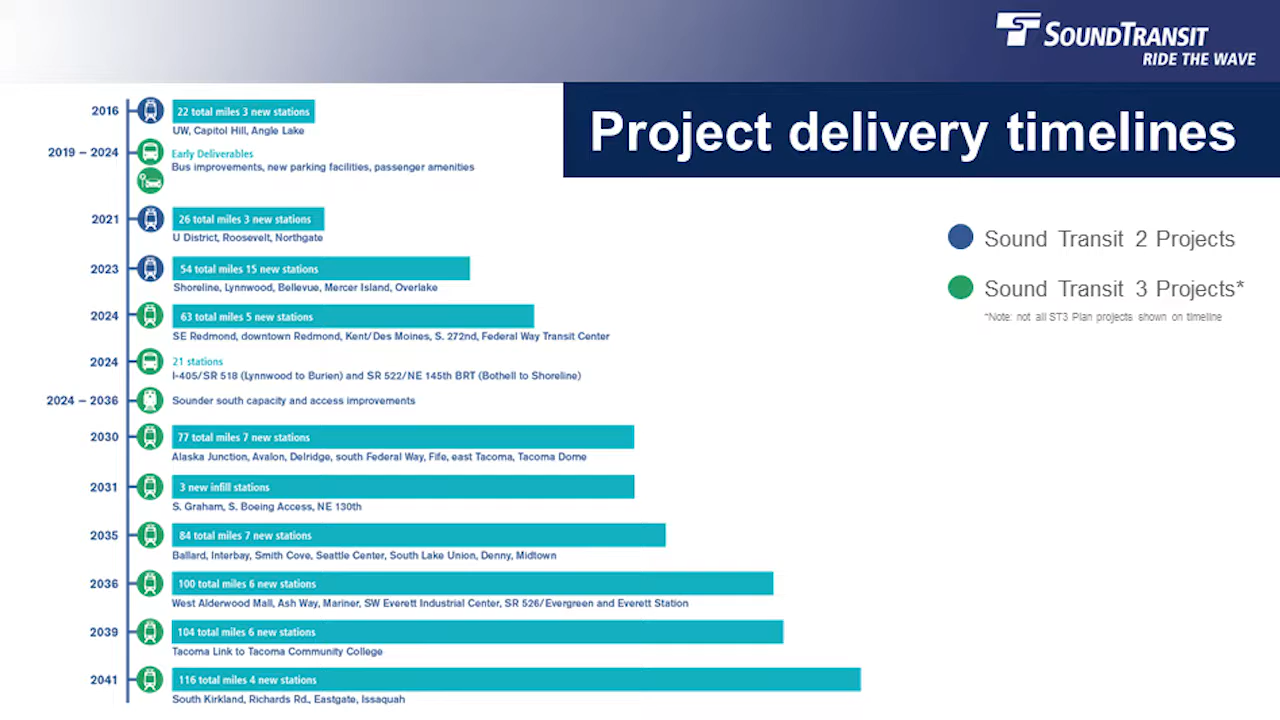 SOUNDTRANSIT
RIDE THE WAVE
Project delivery timelines
2016
22 total miles 3 new stations
UW, Capitol Hill, Angle Lake
2019 – 2024
Early Deliverables
Bus improvements, new parking facilities, passenger amenities
2021
26 total miles 3 new stations
U District, Roosevelt, Northgate
2023
54 total miles 15 new stations
Shoreline, Lynnwood, Bellevue, Mercer Island, Overlake
2024
63 total miles 5 new stations
SE Redmond, downtown Redmond, Kent/Des Moines, S. 272nd, Federal Way Transit Center
2024
21 stations
I-405/SR 518 (Lynnwood to Burien) and SR 522/NE 145th BRT (Bothell to Shoreline)
2024 – 2036
Sounder south capacity and access improvements
2030
77 total miles 7 new stations
Alaska Junction, Avalon, Delridge, south Federal Way, Fife, east Tacoma, Tacoma Dome
2031
3 new infill stations
S. Graham, S. Boeing Access, NE 130th
2035
84 total miles 7 new stations
Ballard, Interbay, Smith Cove, Seattle Center, South Lake Union, Denny, Midtown
2036
100 total miles 6 new stations
West Alderwood Mall, Ash Way, Mariner, SW Everett Industrial Center, SR 526/Evergreen and Everett Station
2039
104 total miles 6 new stations
Tacoma Link to Tacoma Community College
2041
116 total miles 4 new stations
South Kirkland, Richards Rd., Eastgate, Issaquah
Sound Transit 2 Projects
Sound Transit 3 Projects*
*Note: not all ST3 Plan projects shown on timeline